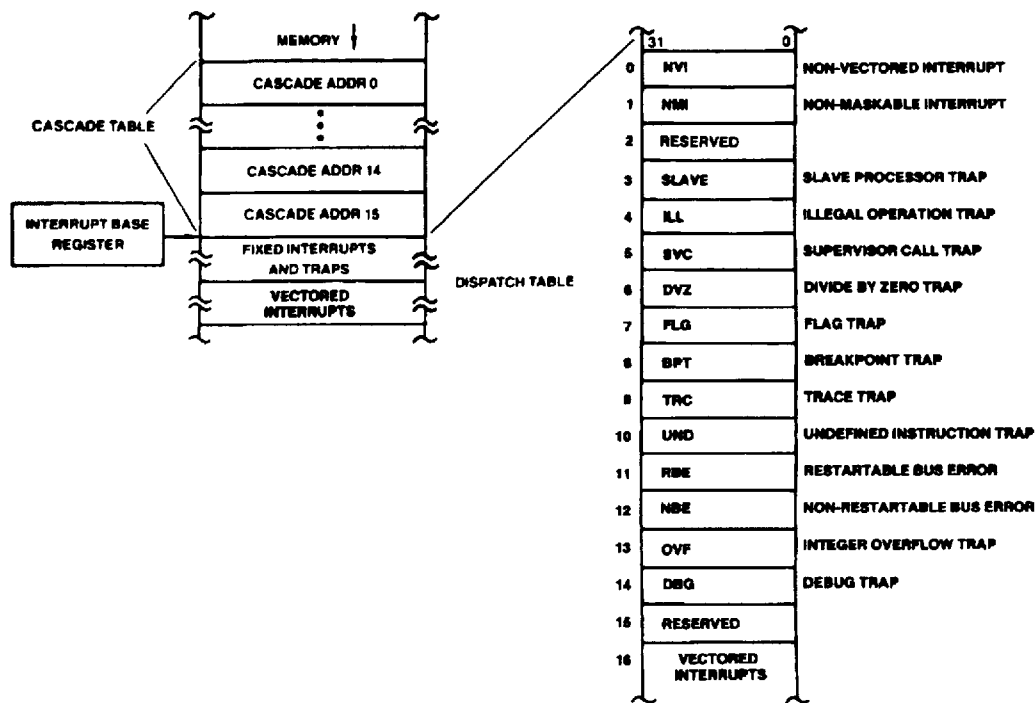 MEMORY
CASCADE ADDR 0
CASCADE TABLE
CASCADE ADDR 14
CASCADE ADDR 15
INTERRUPT BASE
REGISTER
FIXED INTERRUPTS
AND TRAPS
DISPATCH TABLE
VECTORED
INTERRUPTS
31 0
0 NVI NON-VECTORED INTERRUPT
1 NMI NON-MASKABLE INTERRUPT
2 RESERVED
3 SLAVE SLAVE PROCESSOR TRAP
4 ILL ILLEGAL OPERATION TRAP
5 SVC SUPERVISOR CALL TRAP
6 DVZ DIVIDE BY ZERO TRAP
7 FLG FLAG TRAP
8 BPT BREAKPOINT TRAP
9 TRC TRACE TRAP
10 UND UNDEFINED INSTRUCTION TRAP
11 RBE RESTARTABLE BUS ERROR
12 NBE NON-RESTARTABLE BUS ERROR
13 OVF INTEGER OVERFLOW TRAP
14 DBG DEBUG TRAP
15 RESERVED
16 VECTORED
INTERRUPTS